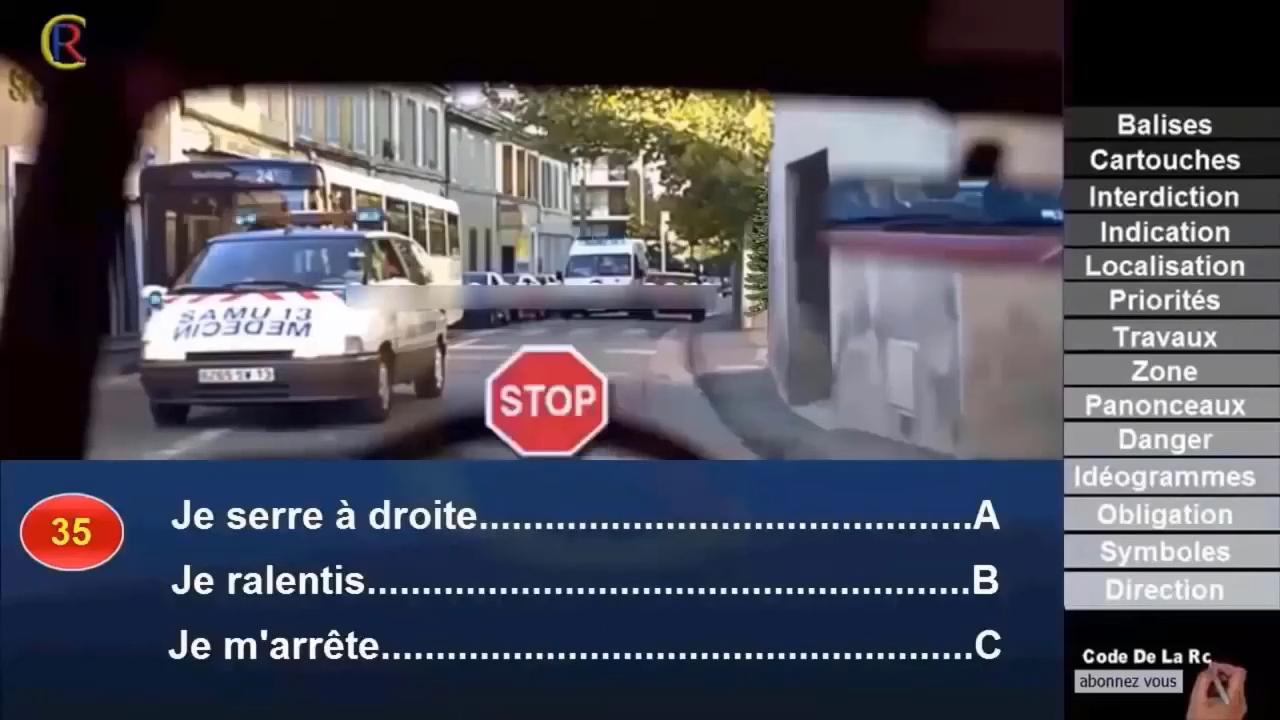 CR
24
SAMU 13
MEDECIN
STOP
35
Je serre à droite..............................................A
Je ralentis........................................................B
Je m'arrête.......................................................C
Balises
Cartouches
Interdiction
Indication
Localisation
Priorités
Travaux
Zone
Panonceaux
Danger
Idéogrammes
Obligation
Symboles
Direction
Code De La Rc
abonnez vous